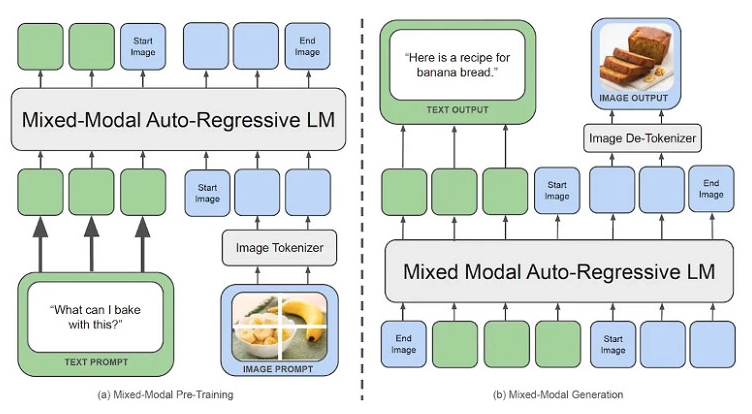 Start
Image
End
Image
Mixed-Modal Auto-Regressive LM
Start
Image
Image Tokenizer
"What can I bake
with this?"
TEXT PROMPT
IMAGE PROMPT
(a) Mixed-Modal Pre-Training
"Here is a recipe for
banana bread."
TEXT OUTPUT
IMAGE OUTPUT
Image De-Tokenizer
Start
Image
End
Image
Mixed Modal Auto-Regressive LM
End
Image
Start
Image
(b) Mixed-Modal Generation